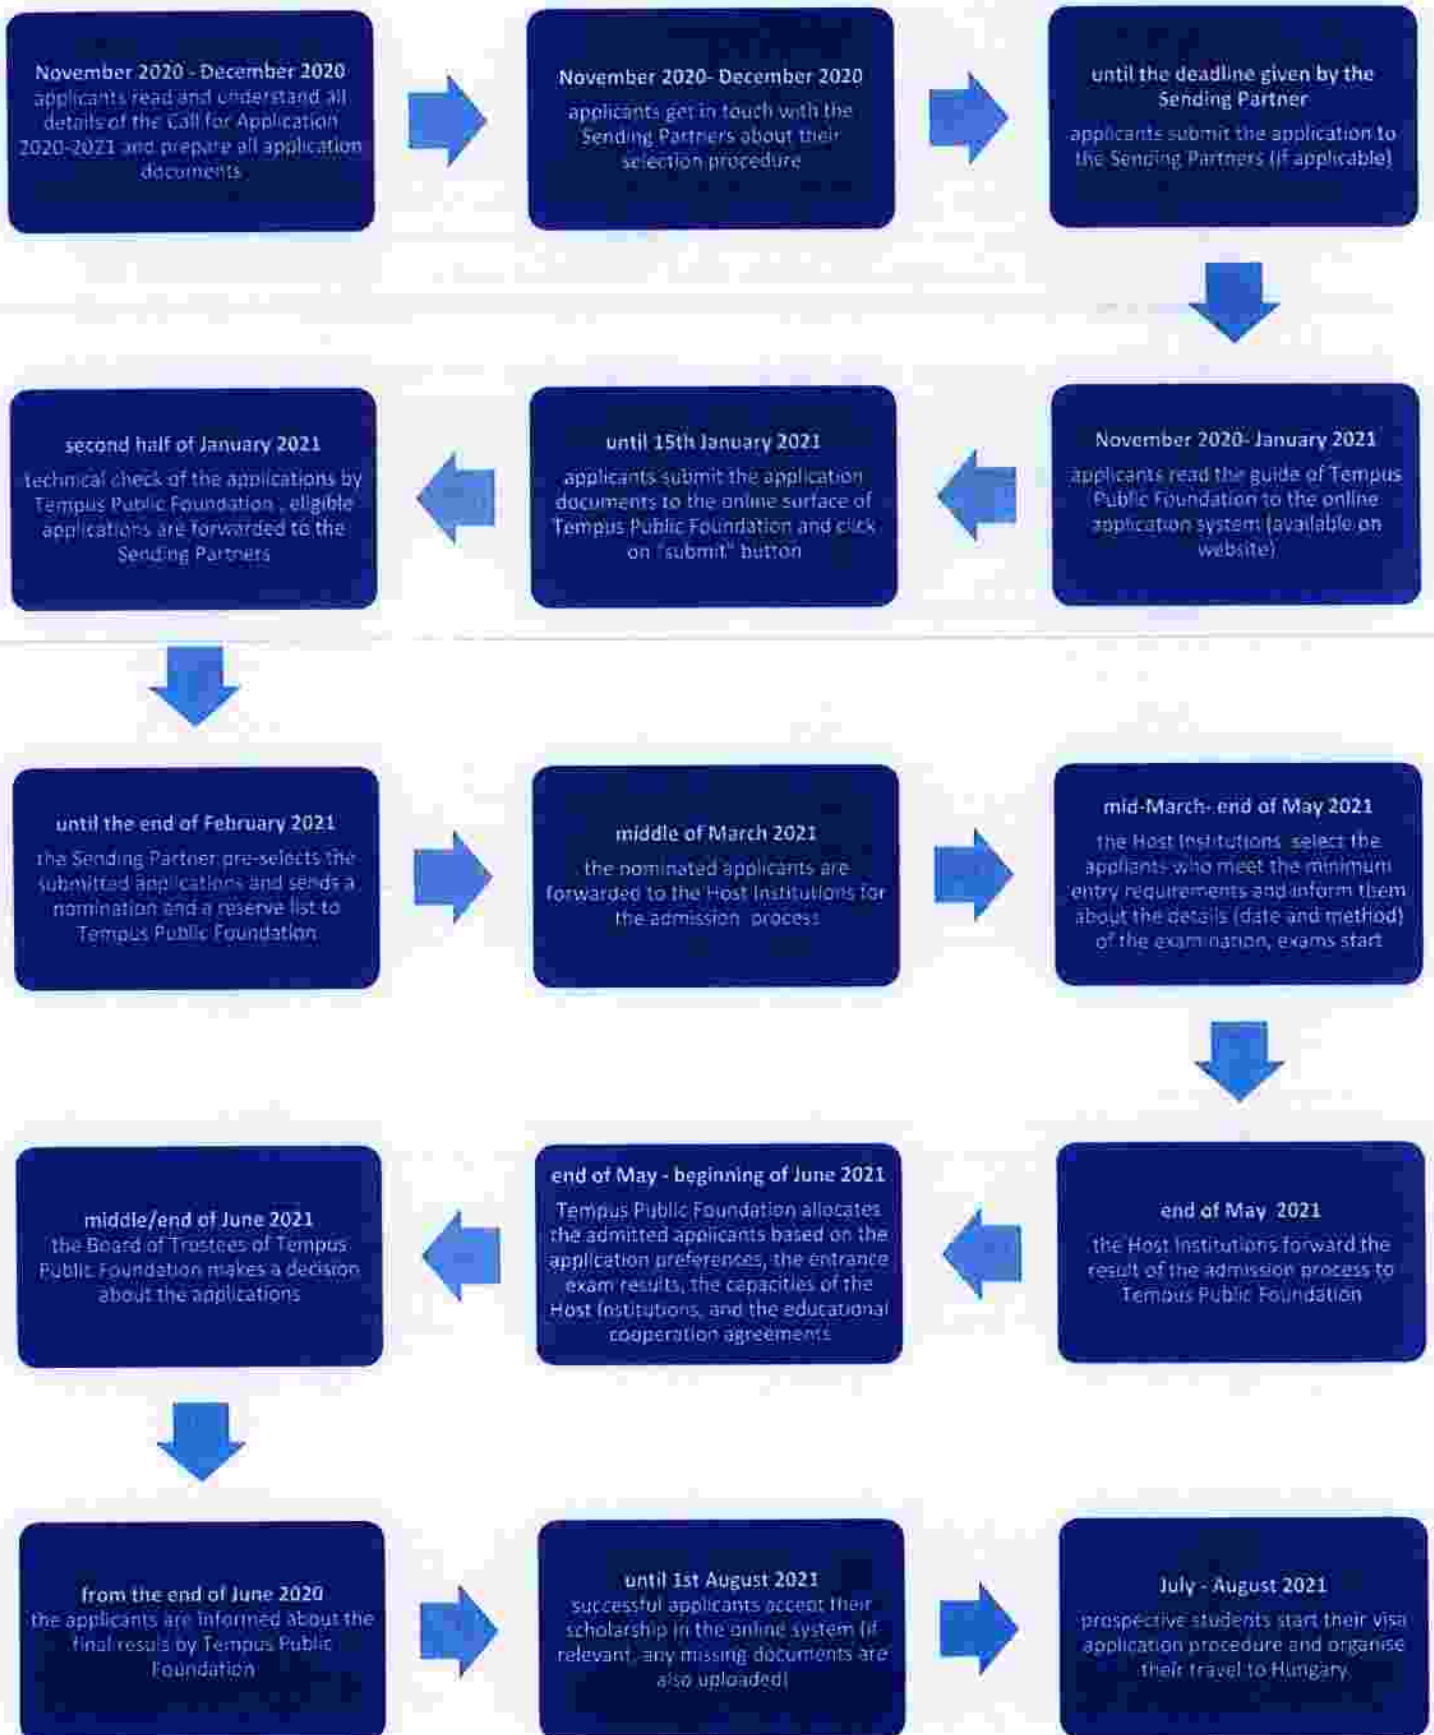 November 2020 - December 2020
applicants read and understand all
details of the Call for Application
2020-2021 and prepare all application
documents
November 2020- December 2020
applicants get in touch with the
Sending Partners about their
selection procedure
until the deadline given by the
Sending Partner
applicants submit the application to
the Sending Partners (if applicable)
November 2020- January 2021
applicants read the guide of Tempus
Public Foundation to the online
application system (available on
website)
until 15th January 2021
applicants submit the application
documents to the online surface of
Tempus Public Foundation and click
on "submit" button
second half of January 2021
technical check of the applications by
Tempus Public Foundation , eligible
applications are forwarded to the
Sending Partners
until the end of February 2021
the Sending Partner pre-selects the
submitted applications and sends a
nomination and a reserve list to
Tempus Public Foundation
middle of March 2021
the nominated applicants are
forwarded to the Host Institutions for
the admission process
mid-March- end of May 2021
the Host Institutions select the
appliants who meet the minimum
entry requirements and inform them
about the details (date and method)
of the examination, exams start
end of May 2021
the Host Institutions forward the
result of the admission process to
Tempus Public Foundation
end of May - beginning of June 2021
Tempus Public Foundation allocates
the admitted applicants based on the
application preferences, the entrance
exam results, the capacities of the
Host Institutions, and the educational
cooperation agreements
middle/end of June 2021
the Board of Trustees of Tempus
Public Foundation makes a decision
about the applications
from the end of June 2020
the applicants are informed about the
final resuls by Tempus Public
Foundation
until 1st August 2021
successful applicants accept their
scholarship in the online system (if
relevant, any missing documents are
also uploaded)
July - August 2021
prospective students start their visa
application procedure and organise
their travel to Hungary